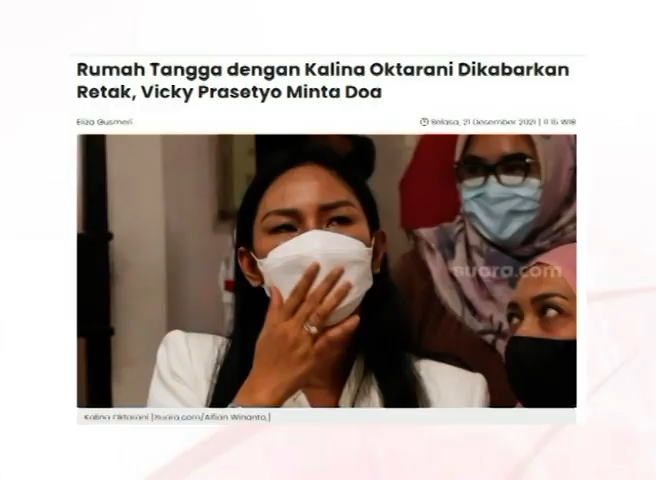 Rumah Tangga dengan Kalina Oktarani Dikabarkan
Retak, Vicky Prasetyo Minta Doa
Eliza Gusmeri
Selasa, 21 Desember 2021 | 11:15 WIB
suara.com
Kalina Oktarani [Suara.com/Alfian Winanto]